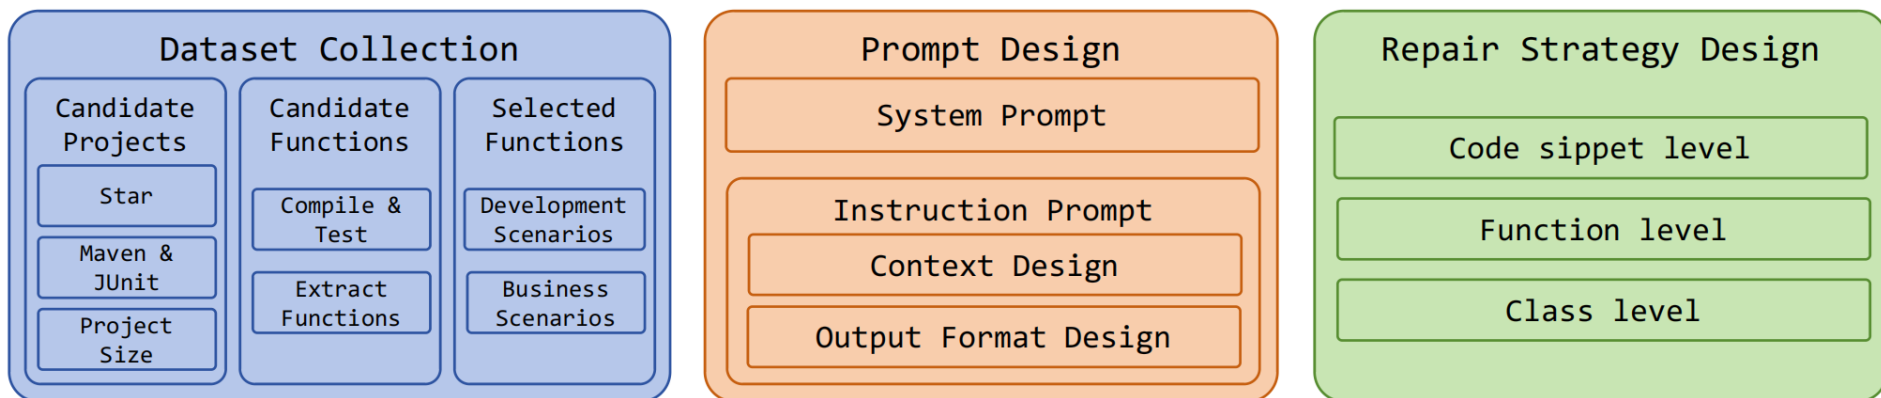 Dataset Collection
Candidate
Projects
Star
Maven &
JUnit
Project
Size
Candidate
Functions
Compile &
Test
Extract
Functions
Selected
Functions
Development
Scenarios
Business
Scenarios
Prompt Design
System Prompt
Instruction Prompt
Context Design
Output Format Design
Repair Strategy Design
Code sippet level
Function level
Class level